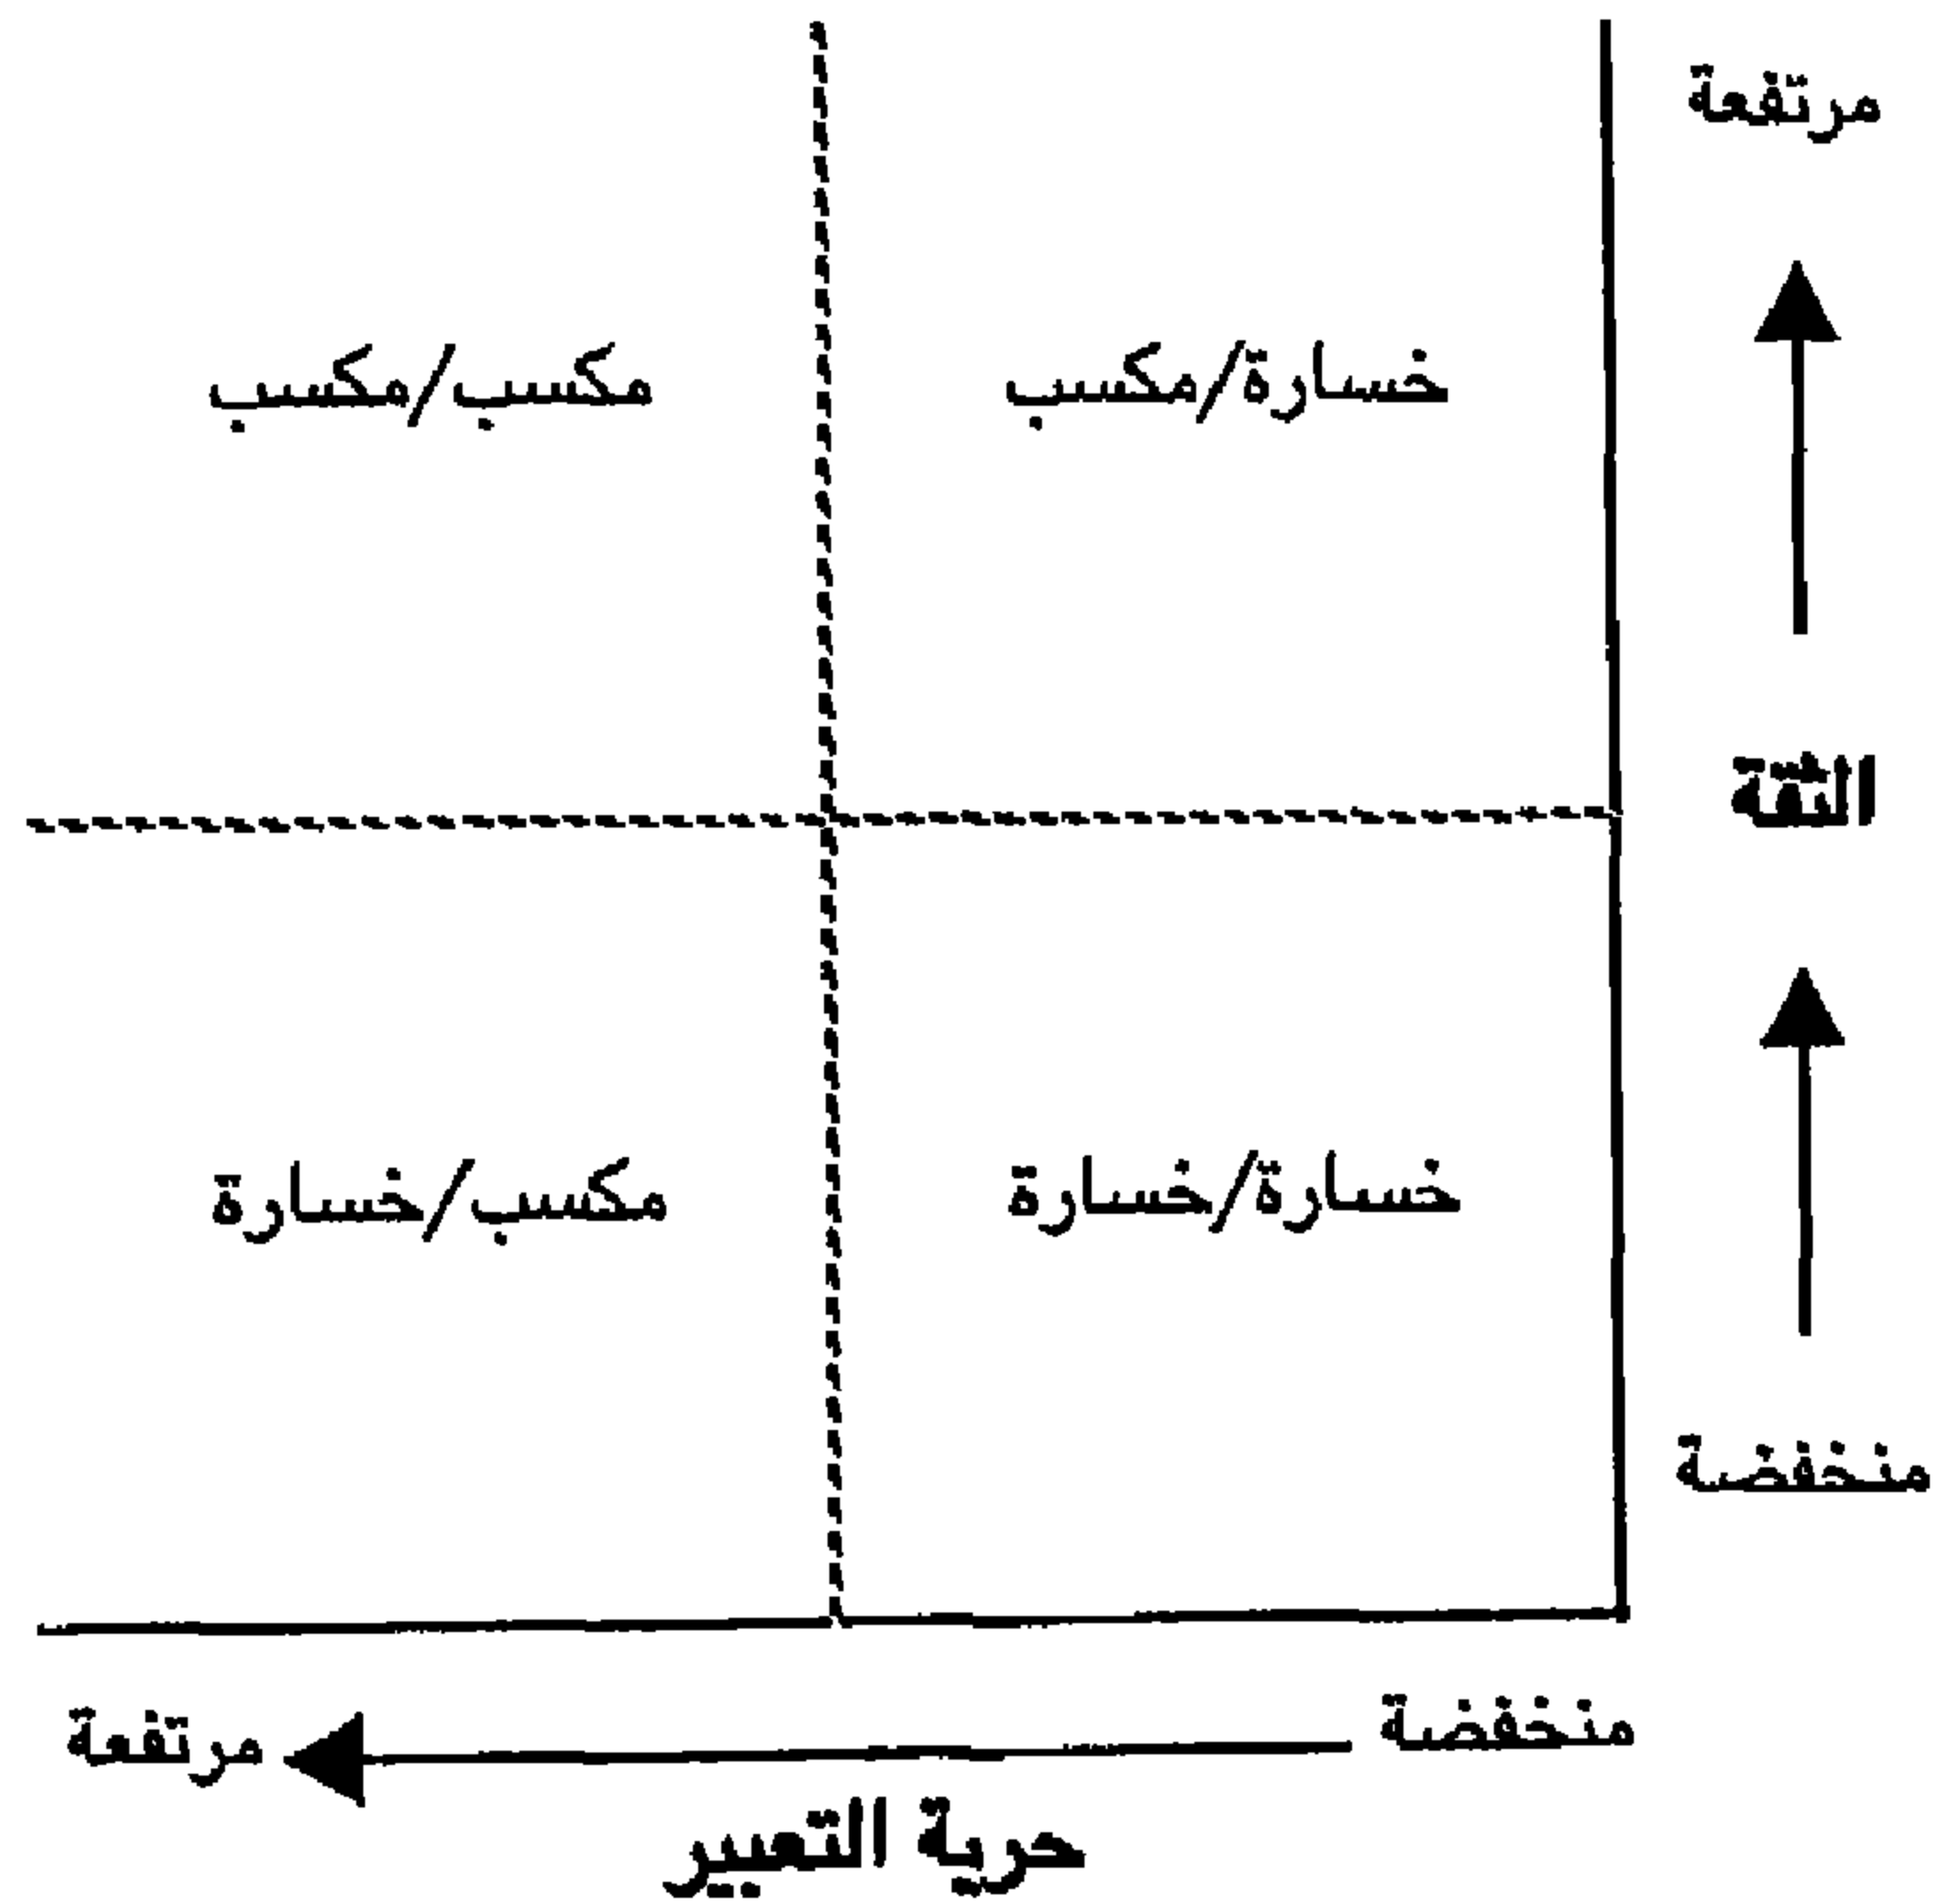 مرتفعة
خسارة/مكسب
مكسب/مكسب
الثقة
خسارة/خسارة
مكسب/خسارة
منخفضة
منخفضة
مرتفعة
حرية التعبير